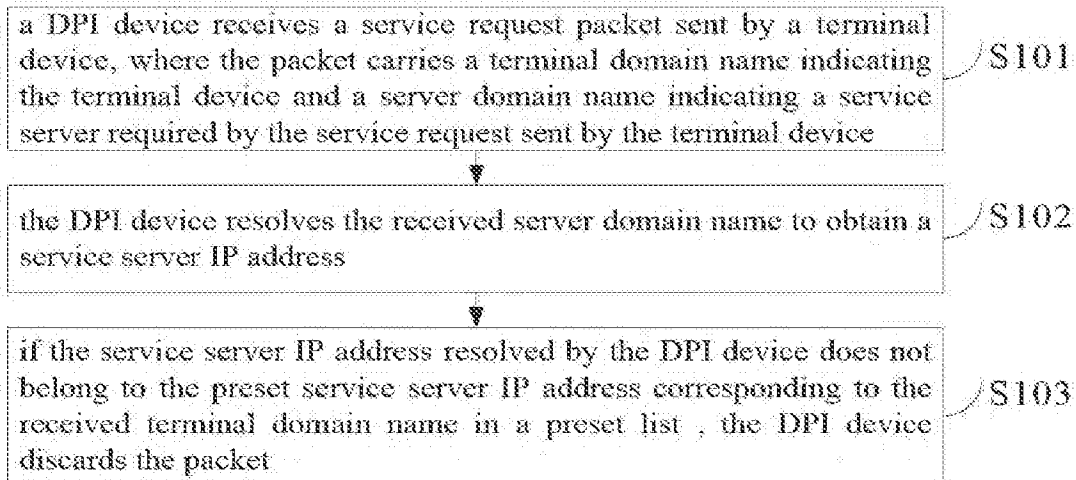 a DPI device receives a service request packet sent by a terminal
device, where the packet carries a terminal domain name indicating
the terminal device and a server domain name indicating a service
server required by the service request sent by the terminal device
S101
the DPI device resolves the received server domain name to obtain a
service server IP address
S102
if the service server IP address resolved by the DPI device does not
belong to the preset service server IP address corresponding to the
received terminal domain name in a preset list , the DPI device
discards the packet
S103